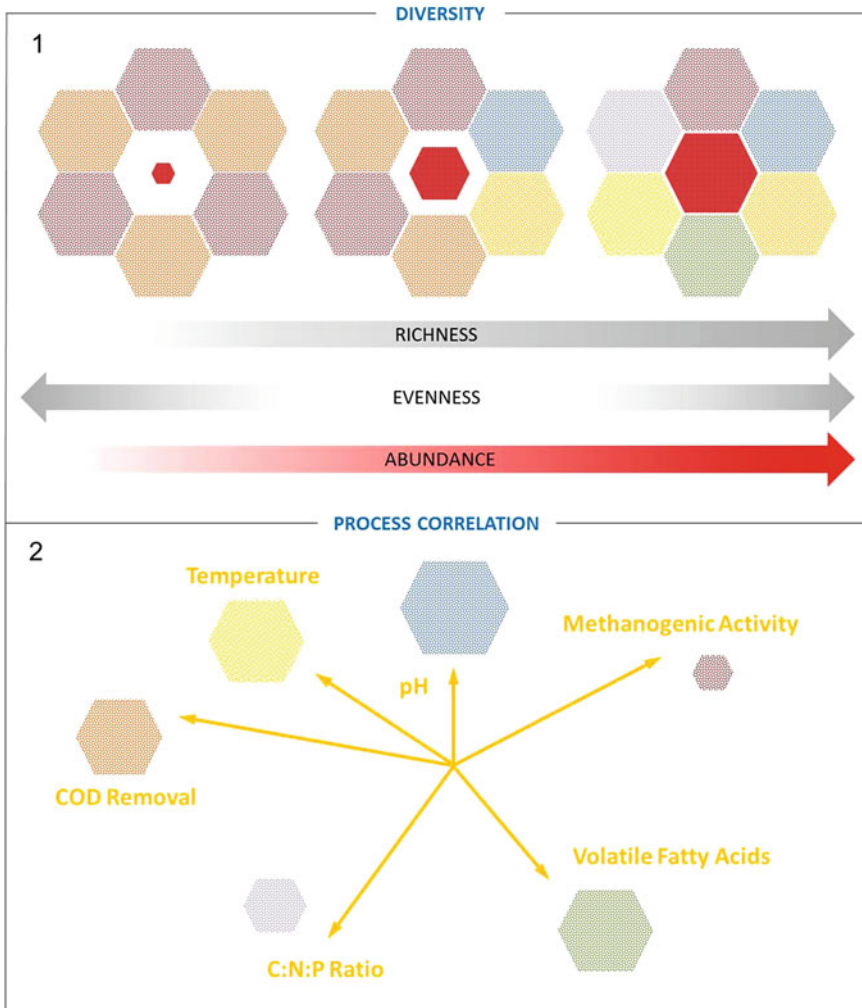 DIVERSITY
1
RICHNESS
EVENNESS
ABUNDANCE
PROCESS CORRELATION
2
Temperature
Methanogenic Activity
pH
COD Removal
Volatile Fatty Acids
C:N:P Ratio